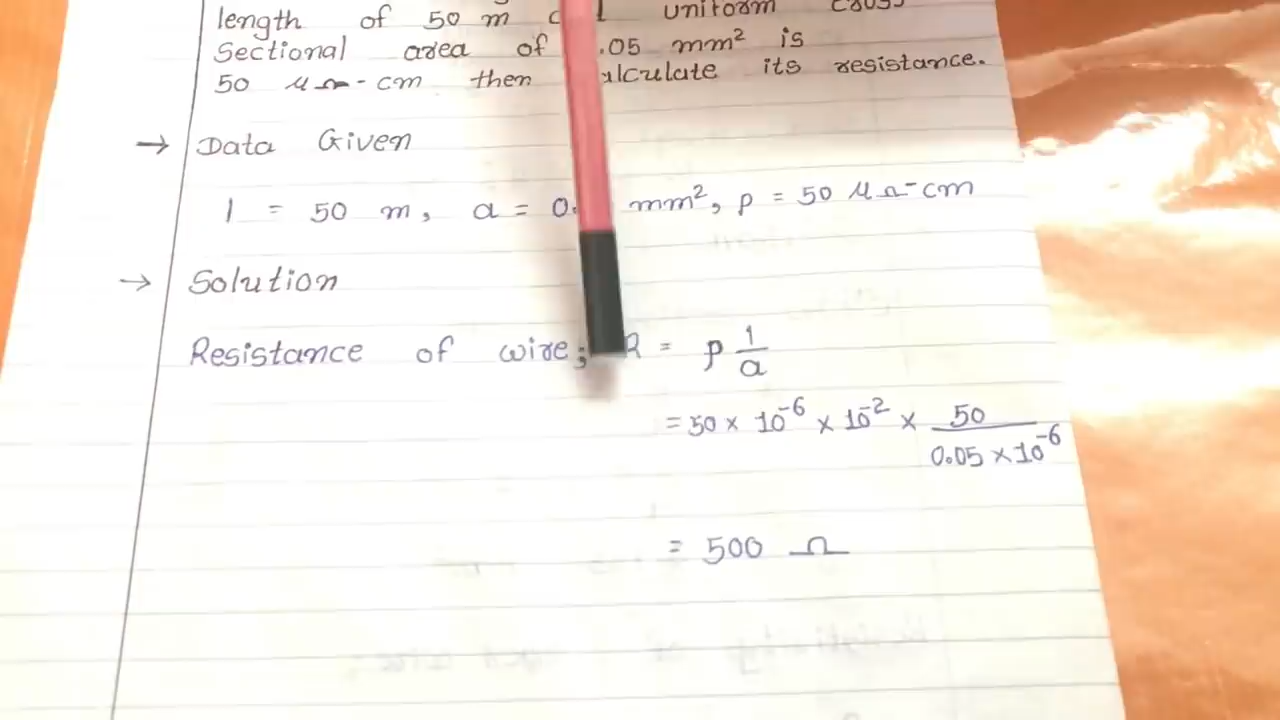 length of 50 m uniform
Sectional area of .05 mm² is
50 μΩ-cm then calculate its resistance.
→ Data Given
l = 50 m, a = 0. mm², ρ = 50 μΩ-cm
→ Solution
Resistance of wire; R = ρ l/a
= 50 × 10⁻⁶ × 10⁻² × 50/0.05 × 10⁻⁶
= 500 Ω